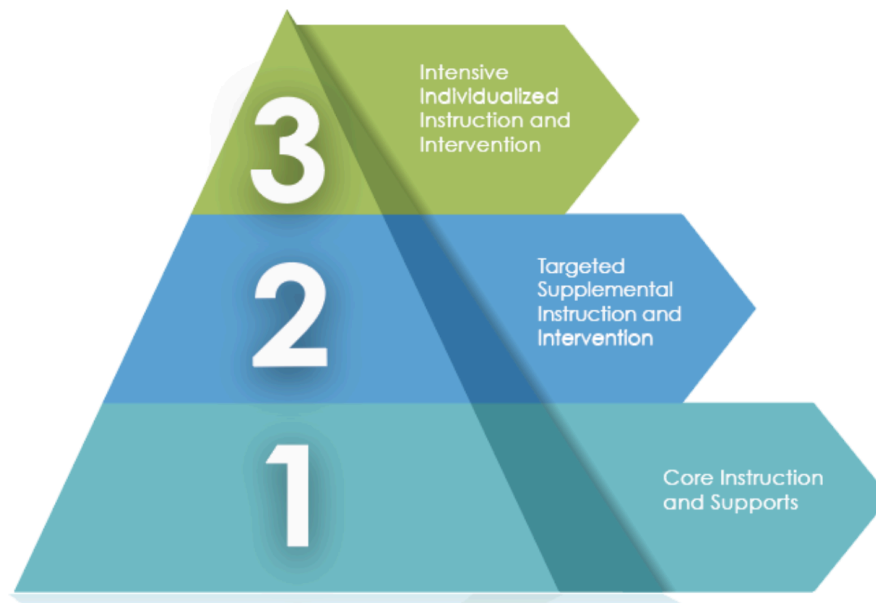 3
Intensive
Individualized
Instruction and
Intervention
2
Targeted
Supplemental
Instruction and
Intervention
1
Core Instruction
and Supports